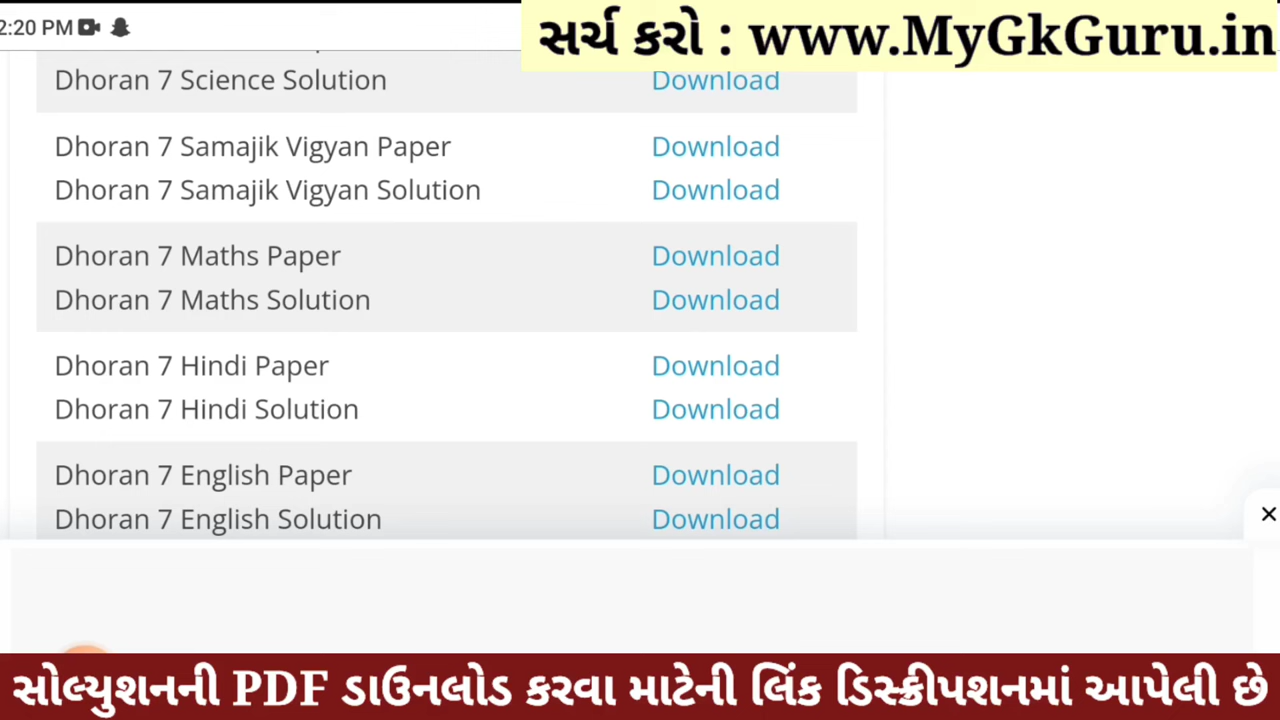 2:20 PM
સર્ચ કરો : www.MyGkGuru.in
Dhoran 7 Science Solution Download
Dhoran 7 Samajik Vigyan Paper Download
Dhoran 7 Samajik Vigyan Solution Download
Dhoran 7 Maths Paper Download
Dhoran 7 Maths Solution Download
Dhoran 7 Hindi Paper Download
Dhoran 7 Hindi Solution Download
Dhoran 7 English Paper Download
Dhoran 7 English Solution Download
સોલ્યુશનની PDF ડાઉનલોડ કરવા માટેની લિંક ડિસ્ક્રીપશનમાં આપેલી છે